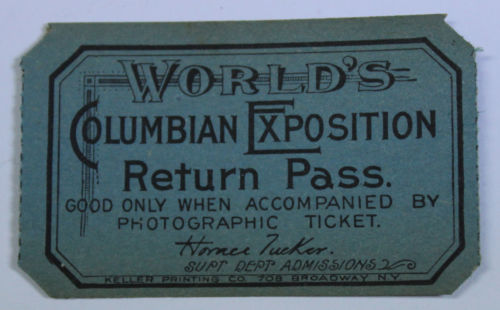 WORLD'S
COLUMBIAN EXPOSITION
Return Pass.
GOOD ONLY WHEN ACCOMPANIED BY
PHOTOGRAPHIC TICKET.
Horace Tucker.
SUPT DEPT ADMISSIONS
KELLER PRINTING CO. 708 BROADWAY N.Y.